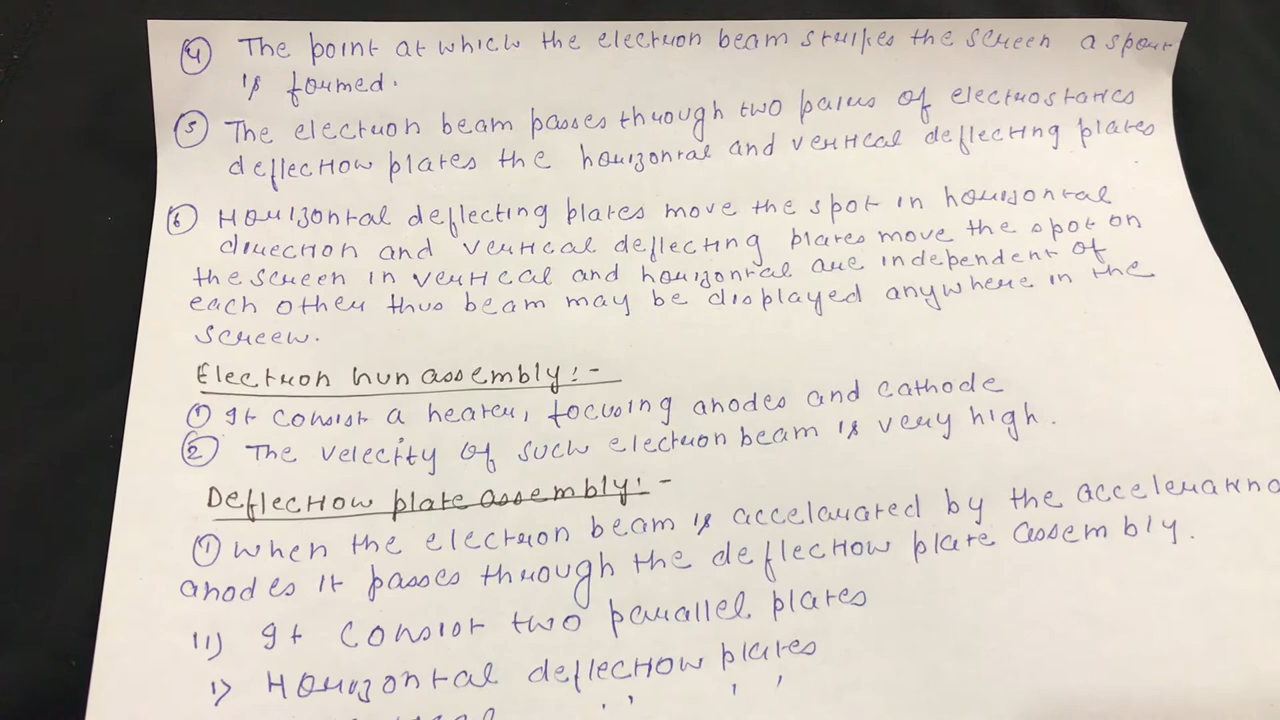 ④ The point at which the electron beam strikes the screen a spout
is formed.
⑤ The electron beam passes through two pairs of electrostatics
deflection plates the horizontal and vertical deflecting plates
⑥ Horizontal deflecting plates move the spot in horizontal
direction and vertical deflecting plates move the spot on
the screen in vertical and horizontal are independent of
each other thus beam may be displayed anywhere in the
screen.
Electron hun assembly:-
① It consist a heater, focusing anodes and cathode
② The velecity of such electron beam is very high.
Deflection plate assembly:-
① When the electron beam is accelarated by the accelerating
anodes it passes through the deflection plate assembly.
11) It consist two parallel plates
1) Horizontal deflection plates